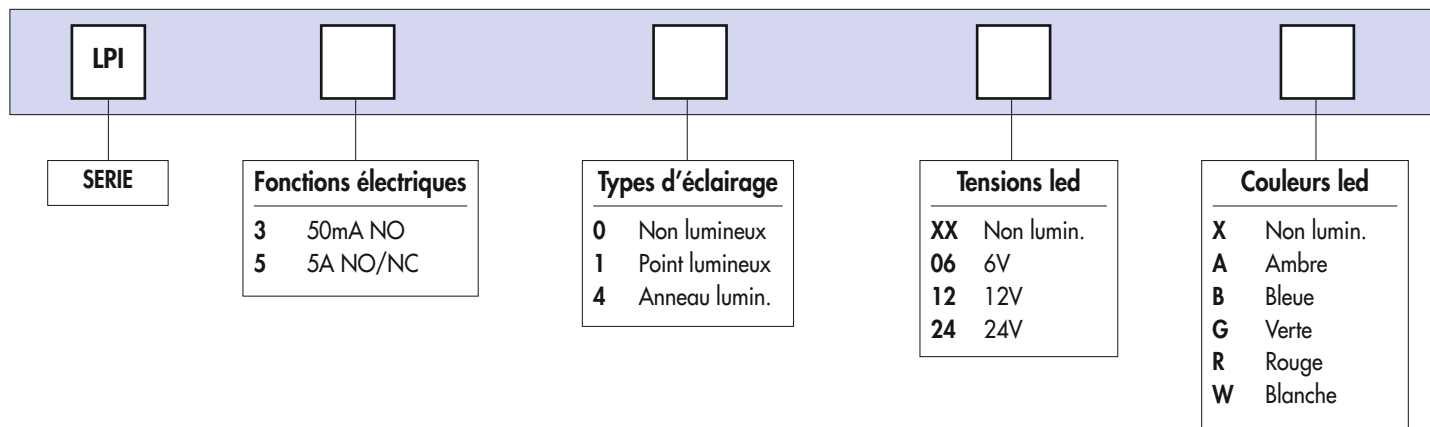 LPI
SERIE
Fonctions électriques
3 50mA NO
5 5A NO/NC
Types d'éclairage
0 Non lumineux
1 Point lumineux
4 Anneau lumin.
Tensions led
XX Non lumin.
06 6V
12 12V
24 24V
Couleurs led
X Non lumin.
A Ambre
B Bleue
G Verte
R Rouge
W Blanche